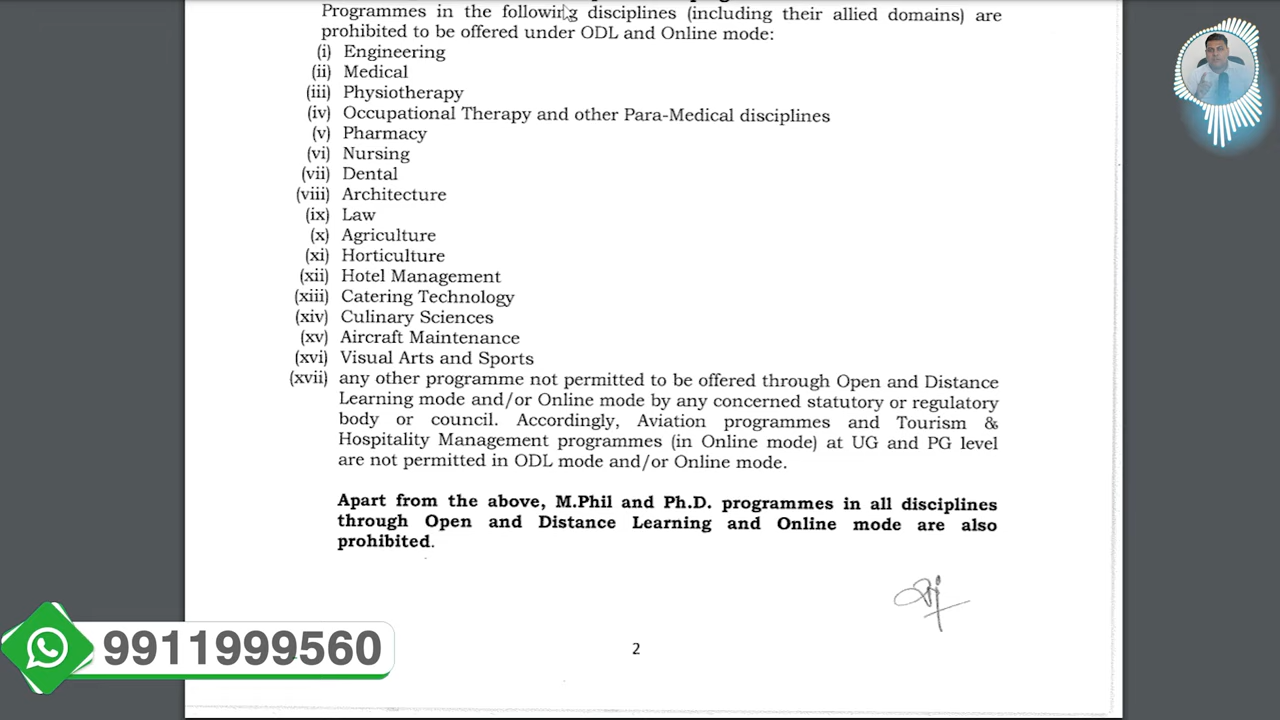 Programmes in the following disciplines (including their allied domains) are
prohibited to be offered under ODL and Online mode:
(i) Engineering
(ii) Medical
(iii) Physiotherapy
(iv) Occupational Therapy and other Para-Medical disciplines
(v) Pharmacy
(vi) Nursing
(vii) Dental
(viii) Architecture
(ix) Law
(x) Agriculture
(xi) Horticulture
(xii) Hotel Management
(xiii) Catering Technology
(xiv) Culinary Sciences
(xv) Aircraft Maintenance
(xvi) Visual Arts and Sports
(xvii) any other programme not permitted to be offered through Open and Distance
Learning mode and/or Online mode by any concerned statutory or regulatory
body or council. Accordingly, Aviation programmes and Tourism &
Hospitality Management programmes (in Online mode) at UG and PG level
are not permitted in ODL mode and/or Online mode.
Apart from the above, M.Phil and Ph.D. programmes in all disciplines
through Open and Distance Learning and Online mode are also
prohibited.
2
9911999560